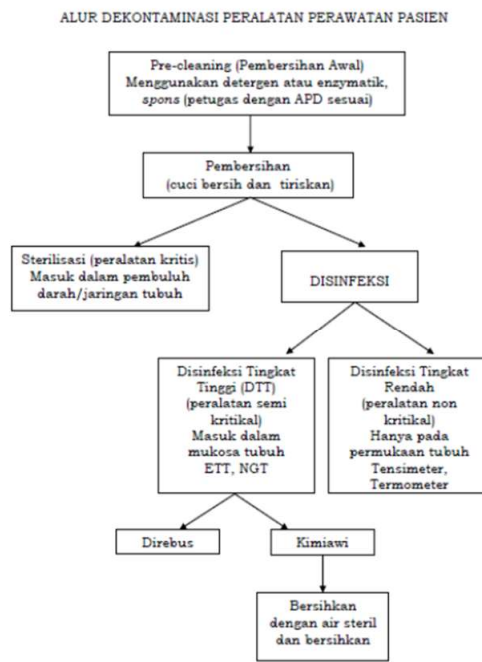 ALUR DEKONTAMINASI PERALATAN PERAWATAN PASIEN
Pre-cleaning (Pembersihan Awal)
Menggunakan detergen atau enzymatik,
spons (petugas dengan APD sesuai)
Pembersihan
(cuci bersih dan tiriskan)
Sterilisasi (peralatan kritis)
Masuk dalam pembuluh
darah/jaringan tubuh
DISINFEKSI
Disinfeksi Tingkat
Tinggi (DTT)
(peralatan semi
kritikal)
Masuk dalam
mukosa tubuh
ETT, NGT
Disinfeksi Tingkat
Rendah
(peralatan non
kritikal)
Hanya pada
permukaan tubuh
Tensimeter,
Termometer
Direbus
Kimiawi
Bersihkan
dengan air steril
dan bersihkan